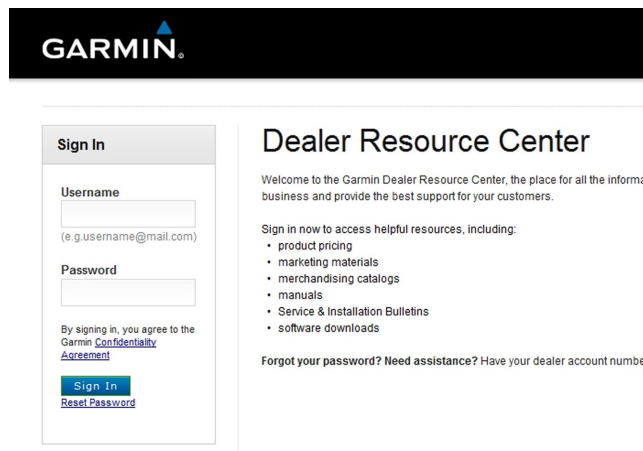 GARMIN.
Sign In
Username
(e.g.username@mail.com)
Password
By signing in, you agree to the
Garmin Confidentiality
Agreement
Sign In
Reset Password
Dealer Resource Center
Welcome to the Garmin Dealer Resource Center, the place for all the
business and provide the best support for your customers.
Sign in now to access helpful resources, including:
• product pricing
• marketing materials
• merchandising catalogs
• manuals
• Service & Installation Bulletins
• software downloads
Forgot your password? Need assistance? Have your dealer account